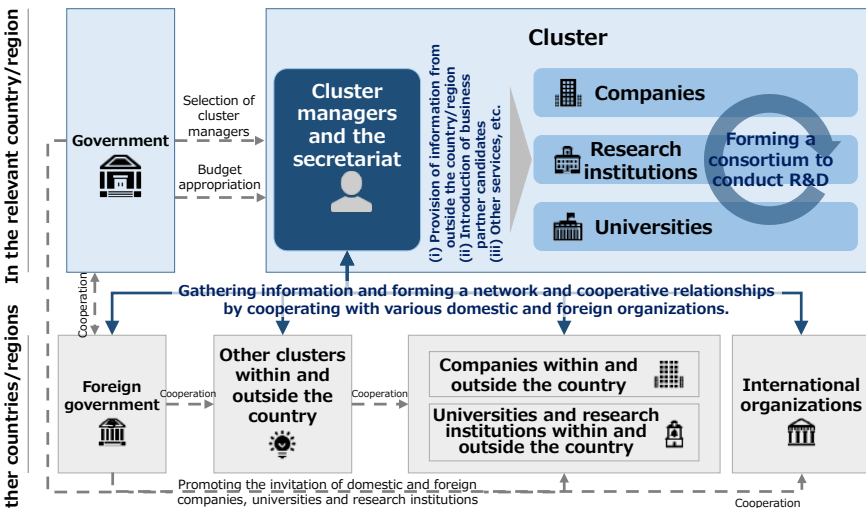 In the relevant country/region
Government
Selection of
cluster
managers
Budget
appropriation
Cluster
Cluster
managers
and the
secretariat
(i) Provision of information from
outside the country/region
(ii) Introduction of business
partner candidates
(iii) Other services, etc.
Companies
Research
institutions
Universities
Forming a
consortium to
conduct R&D
Cooperation
Gathering information and forming a network and cooperative relationships
by cooperating with various domestic and foreign organizations.
ther countries/regions
Foreign
government
Cooperation
Other clusters
within and
outside the
country
Cooperation
Companies within and
outside the country
Universities and research
institutions within and
outside the country
International
organizations
Promoting the invitation of domestic and foreign
companies, universities and research institutions
Cooperation